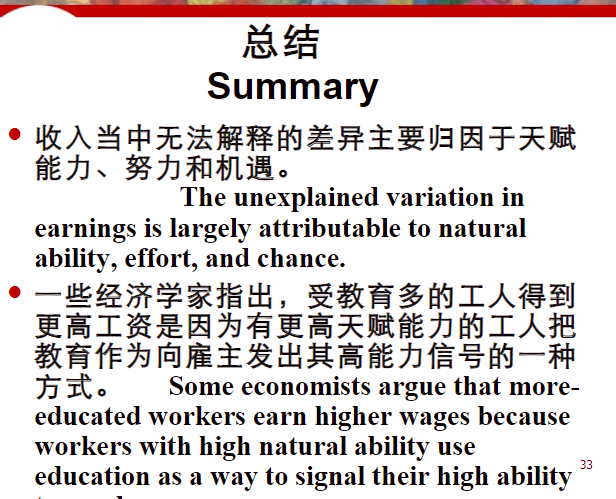 总结
Summary
收入当中无法解释的差异主要归因于天赋
能力、努力和机遇。
The unexplained variation in
earnings is largely attributable to natural
ability, effort, and chance.
一些经济学家指出，受教育多的工人得到
更高工资是因为有更高天赋能力的工人把
教育作为向雇主发出其高能力信号的一种
方式。 Some economists argue that more-
educated workers earn higher wages because
workers with high natural ability use
education as a way to signal their high ability
33